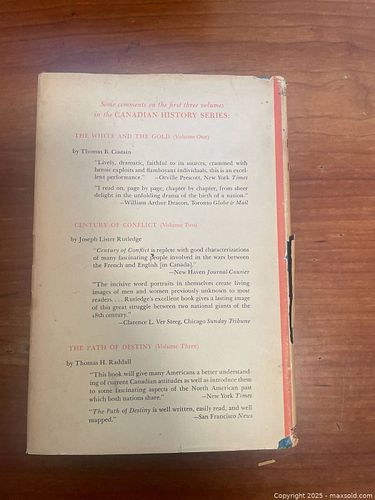 Some comments on the first three volumes
in the CANADIAN HISTORY SERIES:
THE WHITE AND THE GOLD (Volume One)
by Thomas B. Costain
"Lively, dramatic, faithful to its sources, crammed with
heroic exploits and flamboyant individuals, this is an excel-
lent performance." —Orville Prescott, New York Times
"I read on, page by page, chapter by chapter, from sheer
delight in the unfolding drama of the birth of a nation."
—William Arthur Deacon, Toronto Globe & Mail
CENTURY OF CONFLICT (Volume Two)
by Joseph Lister Rutledge
"Century of Conflict is replete with good characterizations
of many fascinating people involved in the wars between
the French and English [in Canada]."
—New Haven Journal-Courier
"The incisive word portraits in themselves create living
images of men and women previously unknown to most
readers. . . . Rutledge's excellent book gives a lasting image
of this great struggle between two national giants of the
18th century." —Clarence L. Ver Steeg, Chicago Sunday Tribune
THE PATH OF DESTINY (Volume Three)
by Thomas H. Raddall
"This book will give many Americans a better understand-
ing of current Canadian attitudes as well as introduce them
to some fascinating aspects of the North American past
which both nations share." —New York Times
"The Path of Destiny is well written, easily read, and well
mapped." —San Francisco News
Copyright 2025 - maxsold.com